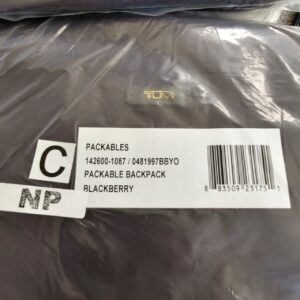 TUMI
PACKABLES
142600-1087 / 0481997BBYO
PACKABLE BACKPACK
BLACKBERRY
8 83509 23175 1
C
NP